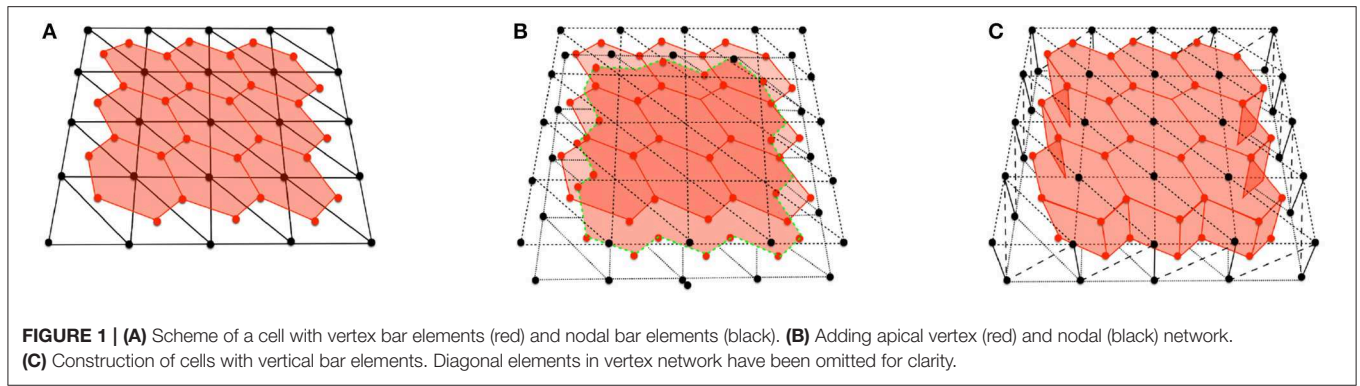 A
B
C
FIGURE 1 | (A) Scheme of a cell with vertex bar elements (red) and nodal bar elements (black). (B) Adding apical vertex (red) and nodal (black) network.
(C) Construction of cells with vertical bar elements. Diagonal elements in vertex network have been omitted for clarity.